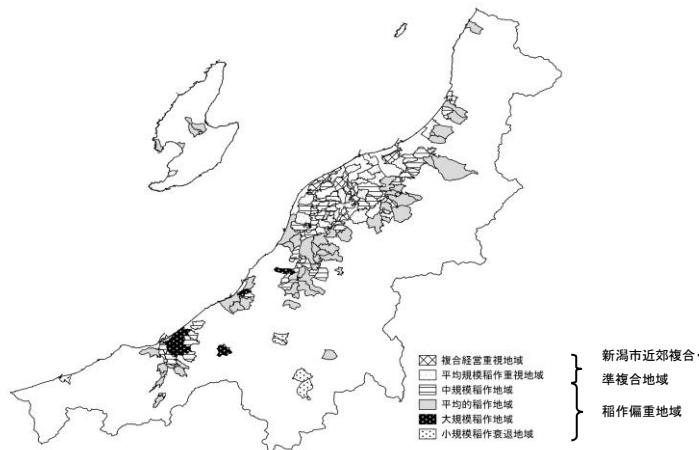 複合経営重視地域
平均規模稲作重視地域
中規模稲作地域
平均的稲作地域
大規模稲作地域
小規模稲作衰退地域
新潟市近郊複合・
準複合地域
稲作偏重地域